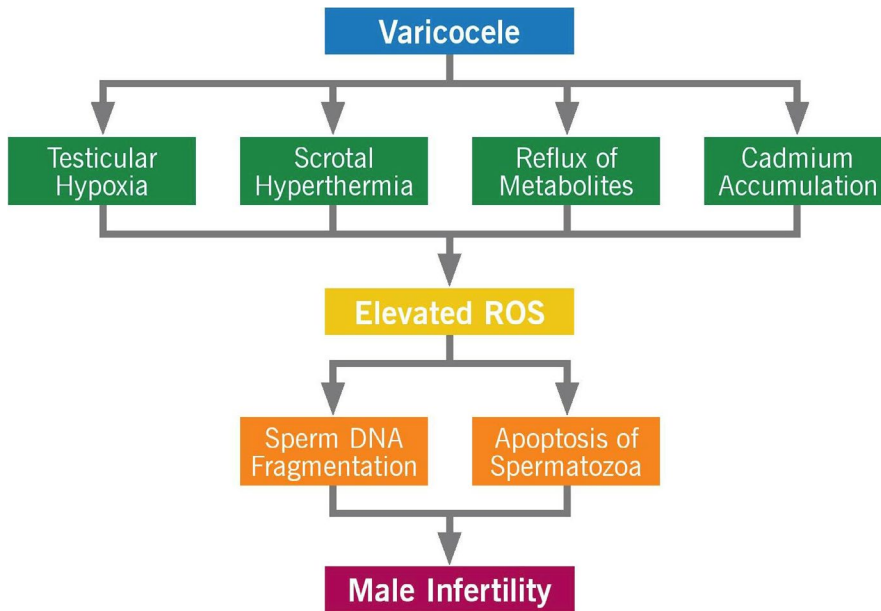 Varicocele
Testicular
Hypoxia
Scrotal
Hyperthermia
Reflux of
Metabolites
Cadmium
Accumulation
Elevated ROS
Sperm DNA
Fragmentation
Apoptosis of
Spermatozoa
Male Infertility